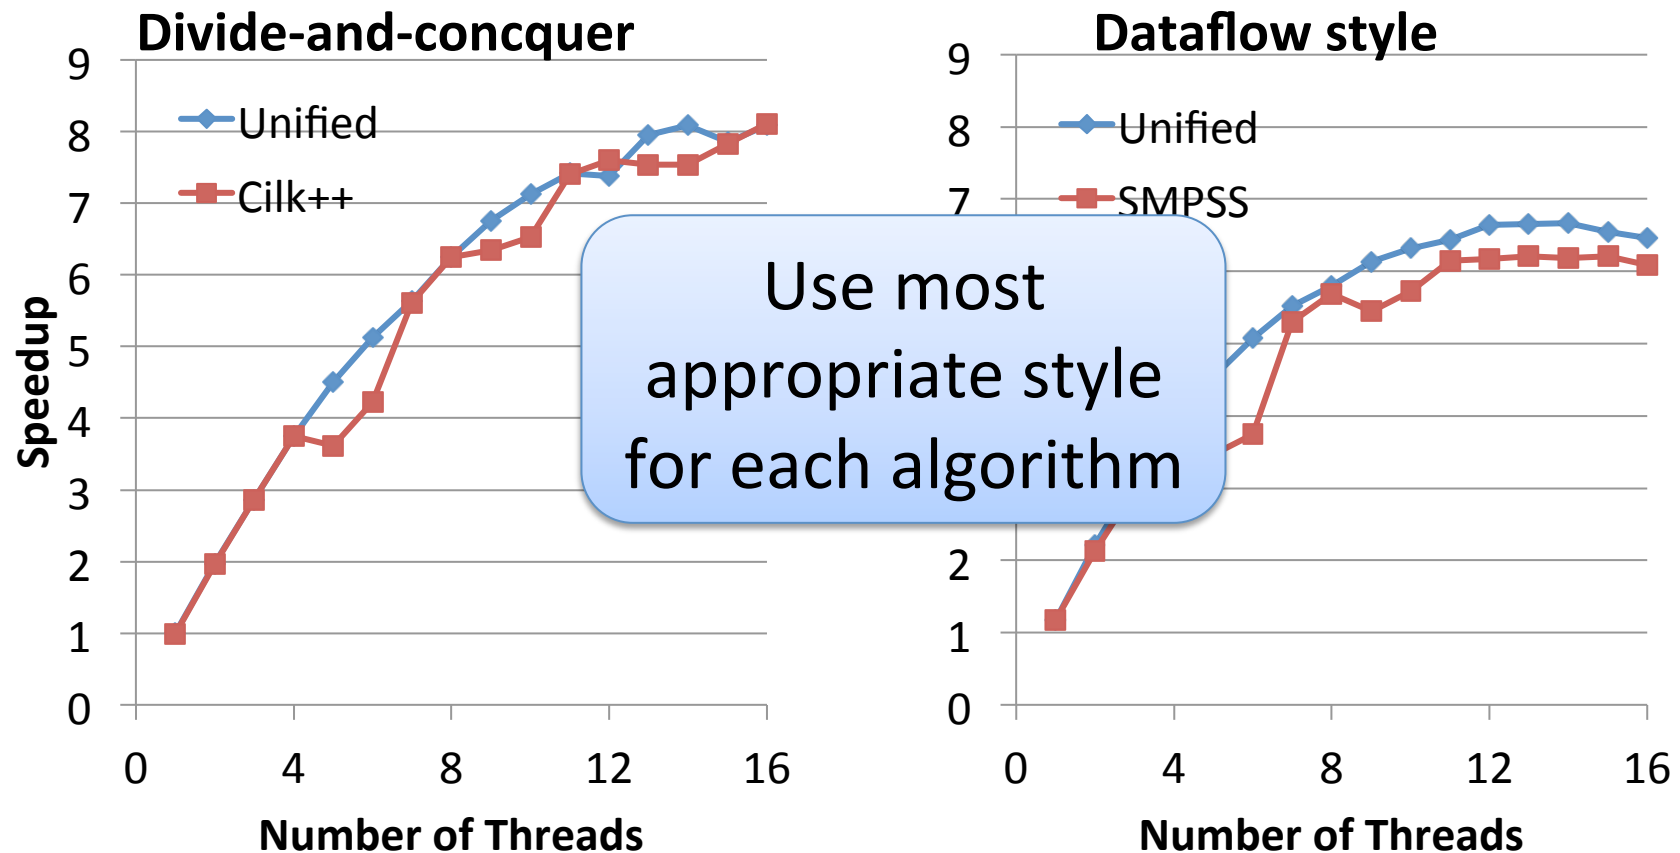 Divide-and-concquer
9
8
7
6
5
4
3
2
1
0
Unified
Cilk++
Speedup
0 4 8 12 16
Number of Threads
Dataflow style
9
8
7
2
1
0
Unified
SMPSS
0 4 8 12 16
Number of Threads
Use most
appropriate style
for each algorithm